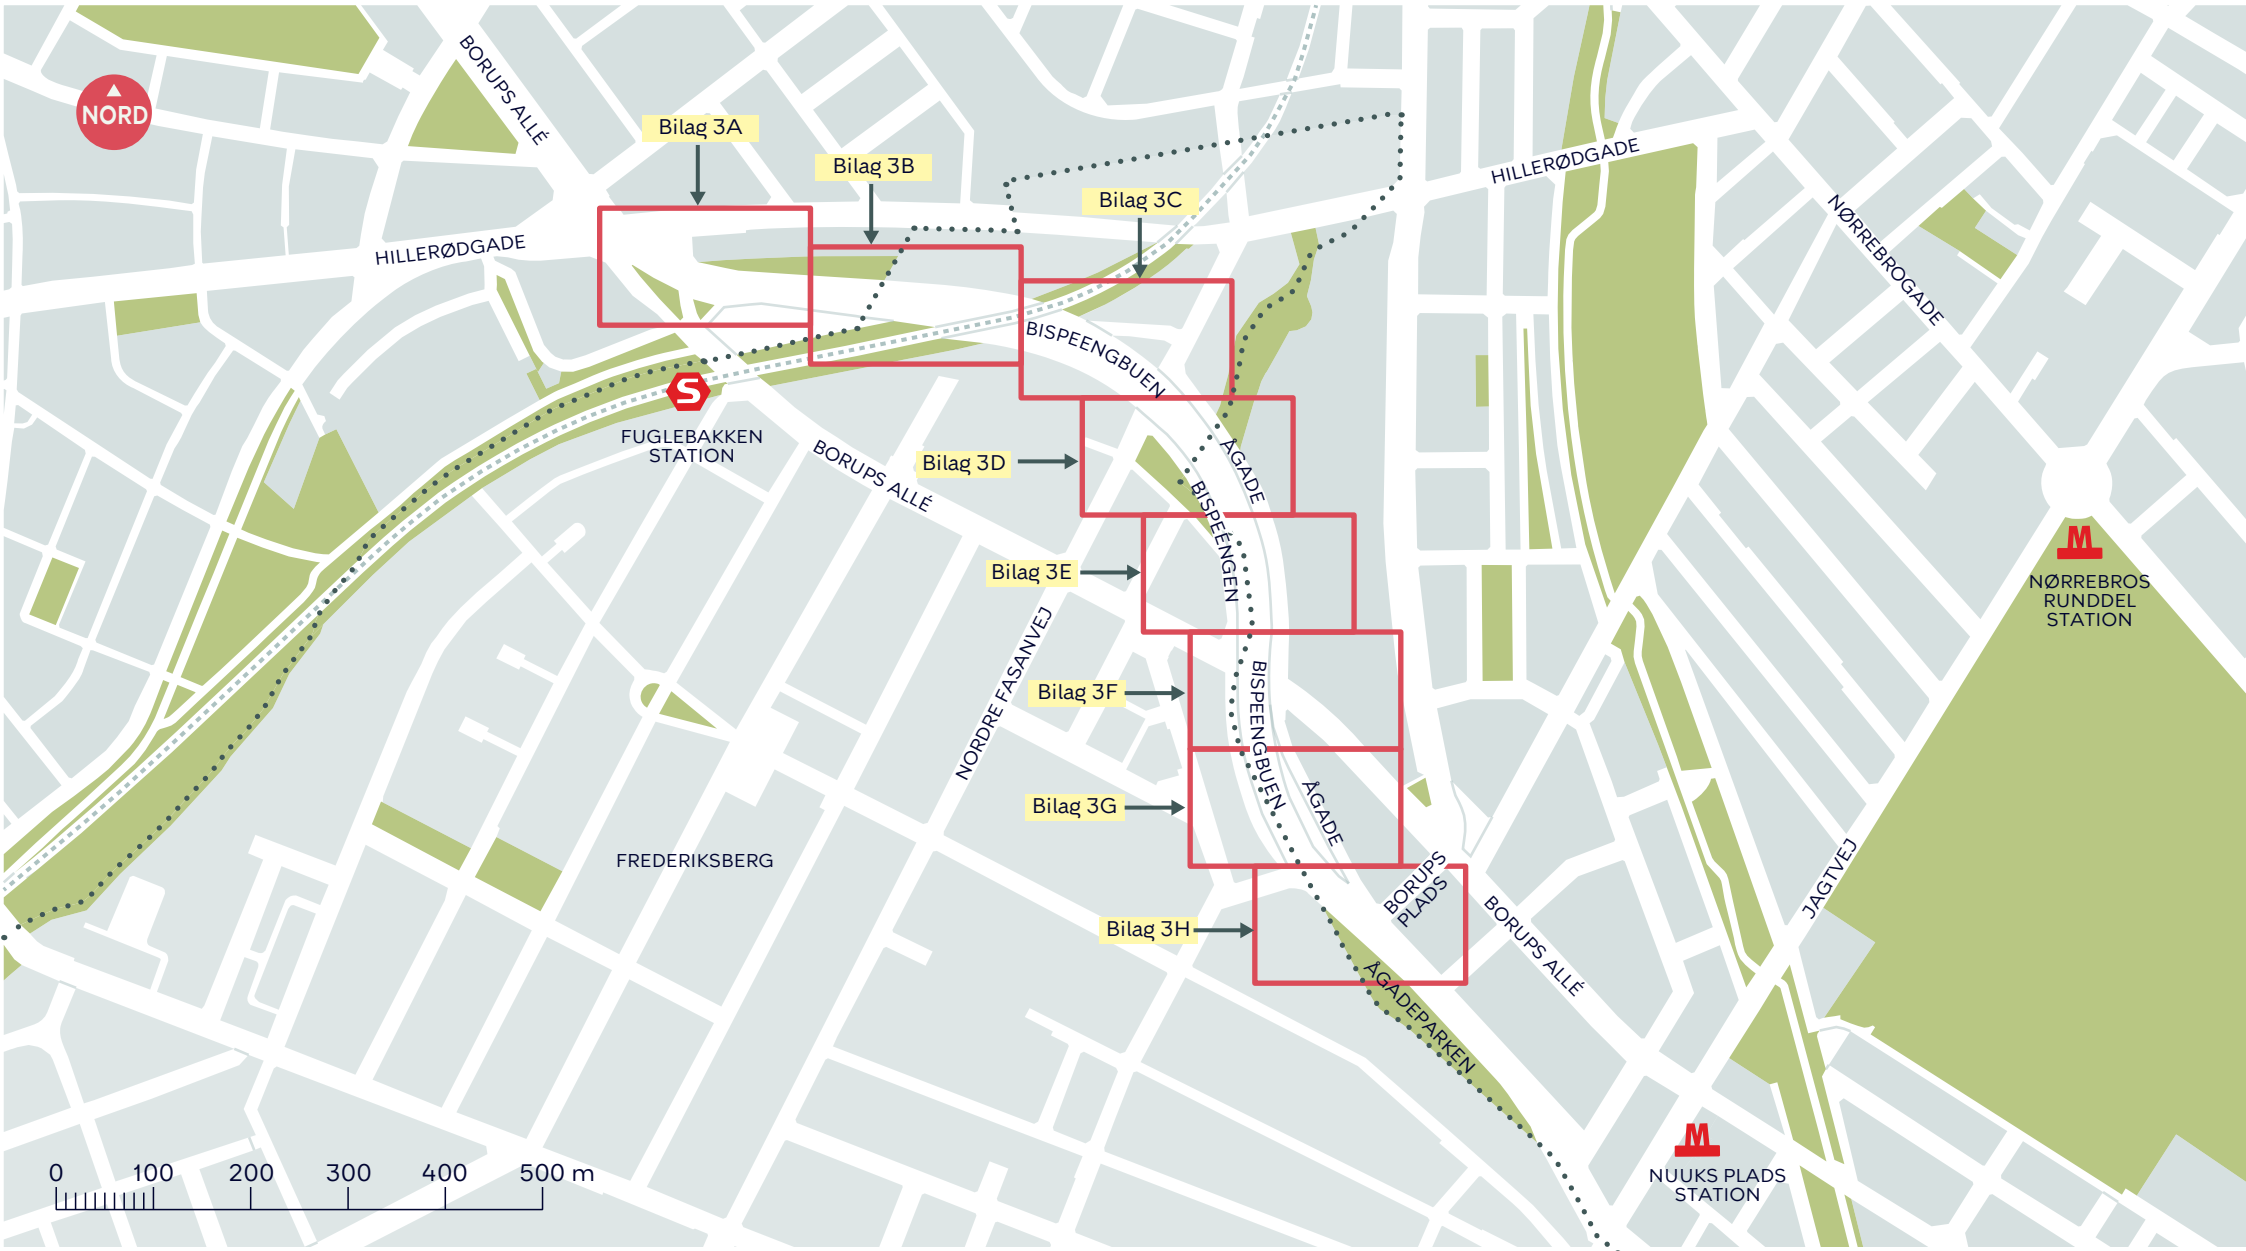 BORUPS ALLÉ
NORD
Bilag 3A
Bilag 3B
Bilag 3C
HILLERØDGADE
HILLERØDGADE
NØRREBROGADE
BISPEENGBUEN
S
FUGLEBAKKEN
STATION
BORUPS ALLÉ
Bilag 3D
ÅGADE
BISPEENGEN
M
NØRREBROS
RUNDDEL
STATION
Bilag 3E
NORDRE FASANVEJ
Bilag 3F
BISPEENGBUEN
Bilag 3G
ÅGADE
FREDERIKSBERG
BORUPS
PLADS
JAGTVEJ
Bilag 3H
BORUPS ALLÉ
ÅGADEPARKEN
M
NUUKS PLADS
STATION
0 100 200 300 400 500 m